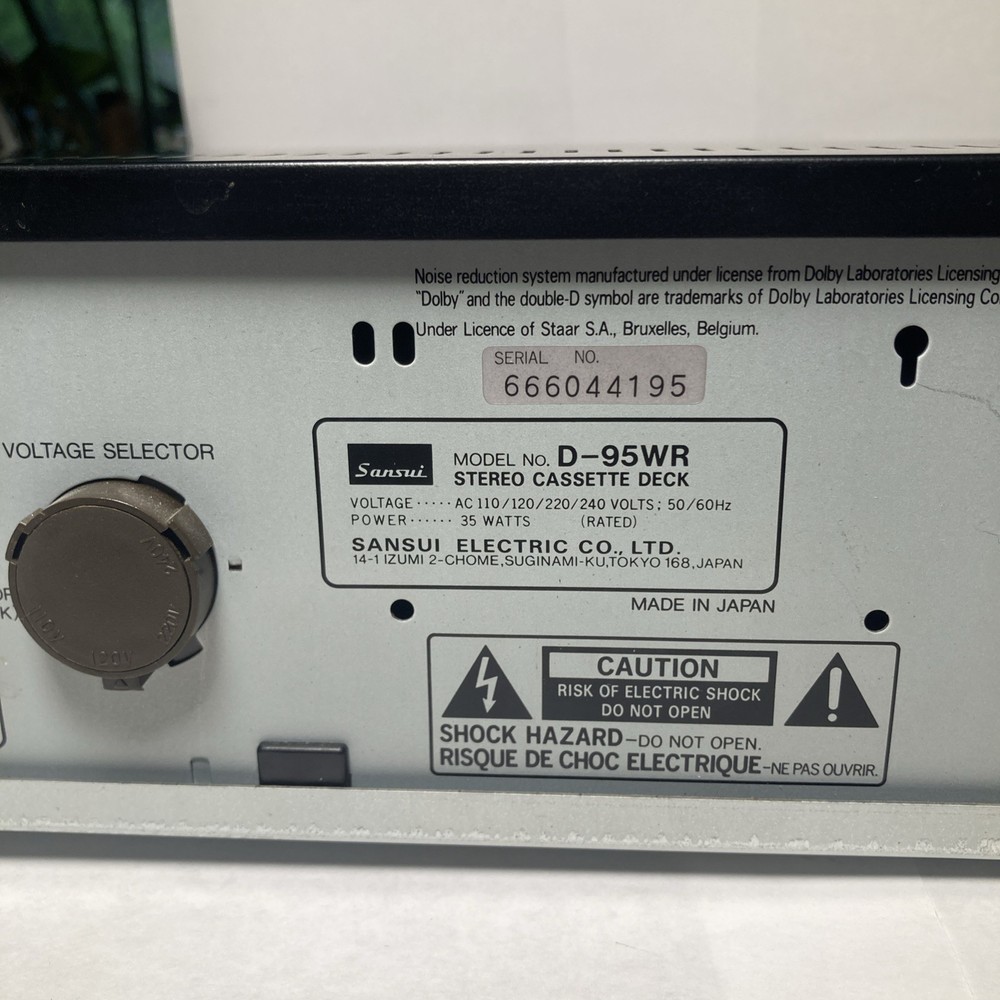 Noise reduction system manufactured under license from Dolby Laboratories Licensing
"Dolby" and the double-D symbol are trademarks of Dolby Laboratories Licensing Co
Under Licence of Staar S.A., Bruxelles, Belgium.
SERIAL NO.
666044195
VOLTAGE SELECTOR
240V
220V
120V
110V
Sansui
MODEL No. D-95WR
STEREO CASSETTE DECK
VOLTAGE ····· AC 110/120/220/240 VOLTS; 50/60Hz
POWER ······ 35 WATTS (RATED)
SANSUI ELECTRIC CO., LTD.
14-1 IZUMI 2-CHOME, SUGINAMI-KU, TOKYO 168, JAPAN
MADE IN JAPAN
CAUTION
RISK OF ELECTRIC SHOCK
DO NOT OPEN
SHOCK HAZARD-DO NOT OPEN.
RISQUE DE CHOC ELECTRIQUE-NE PAS OUVRIR.